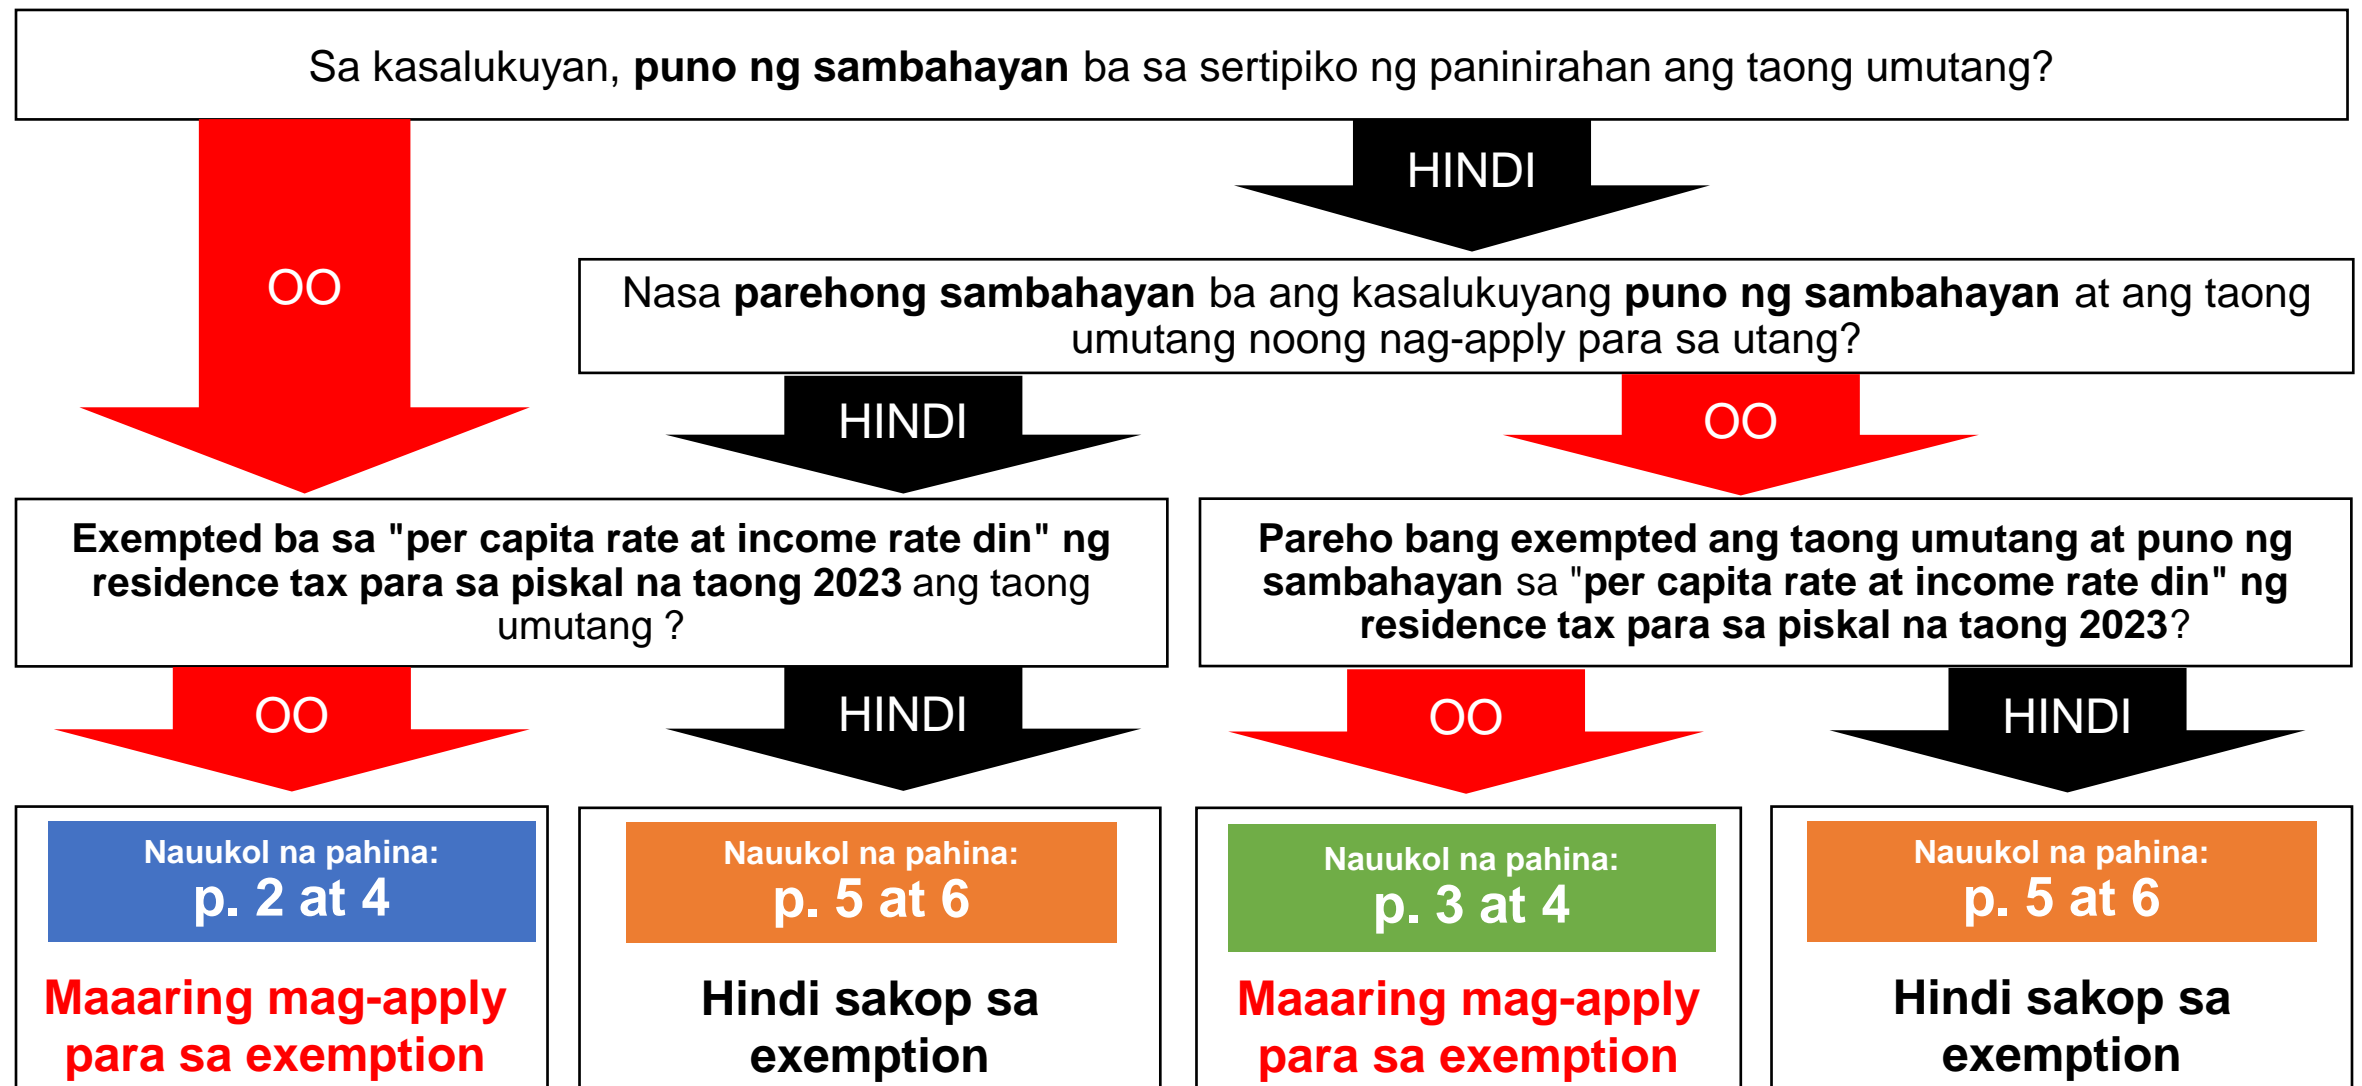 Sa kasalukuyan, puno ng sambahayan ba sa sertipiko ng paninirahan ang taong umutang?
HINDI
OO
Nasa parehong sambahayan ba ang kasalukuyang puno ng sambahayan at ang taong
umutang noong nag-apply para sa utang?
HINDI
OO
Exempted ba sa "per capita rate at income rate din" ng
residence tax para sa piskal na taong 2023 ang taong
umutang ?
Pareho bang exempted ang taong umutang at puno ng
sambahayan sa "per capita rate at income rate din" ng
residence tax para sa piskal na taong 2023?
OO
HINDI
OO
HINDI
Nauukol na pahina:
p. 2 at 4
Maaaring mag-apply
para sa exemption
Nauukol na pahina:
p. 5 at 6
Hindi sakop sa
exemption
Nauukol na pahina:
p. 3 at 4
Maaaring mag-apply
para sa exemption
Nauukol na pahina:
p. 5 at 6
Hindi sakop sa
exemption